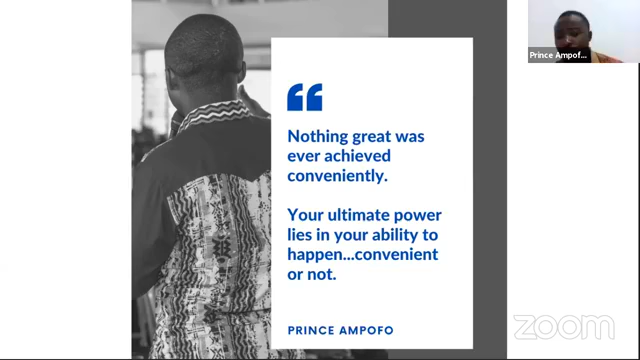 Prince Ampof...
“
Nothing great was
ever achieved
conveniently.
Your ultimate power
lies in your ability to
happen...convenient
or not.
PRINCE AMPOFO
zoom